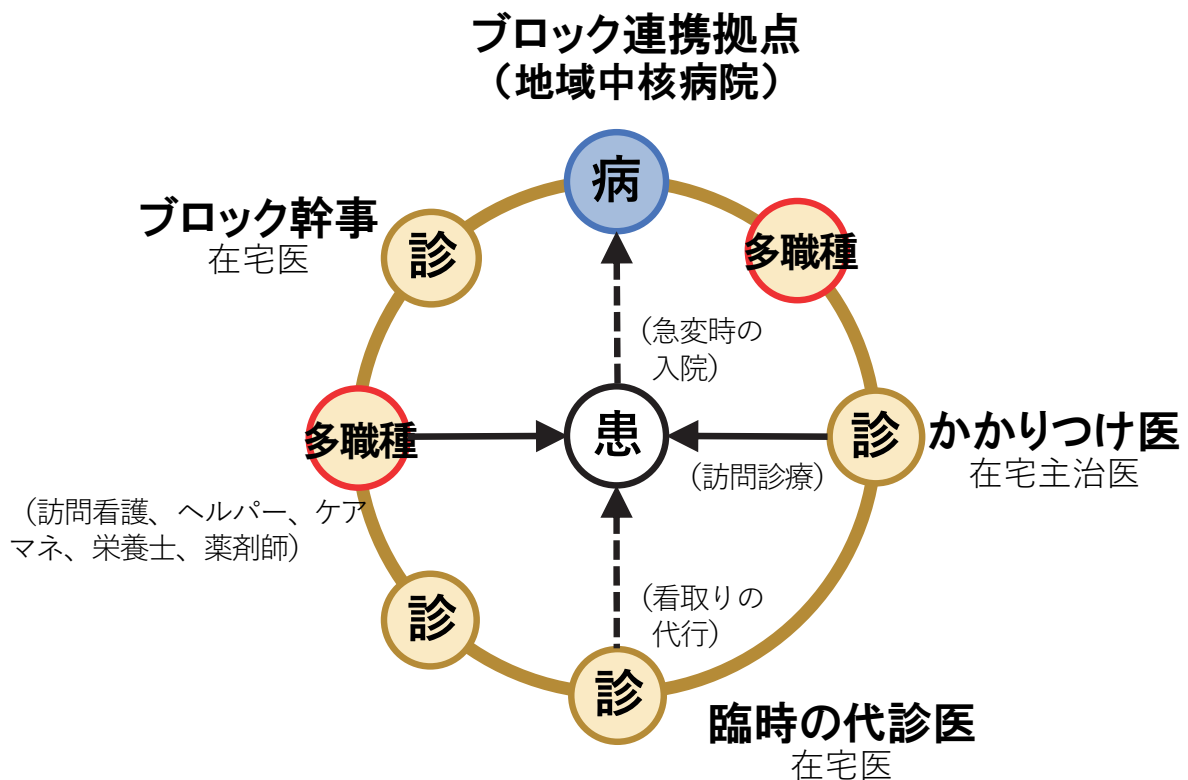 ブロック連携拠点
（地域中核病院）
病
ブロック幹事
在宅医
診
多職種
（急変時の
入院）
多職種
患
診
かかりつけ医
在宅主治医
（訪問診療）
（訪問看護、ヘルパー、ケア
マネ、栄養士、薬剤師）
診
（看取りの
代行）
診
臨時の代診医
在宅医